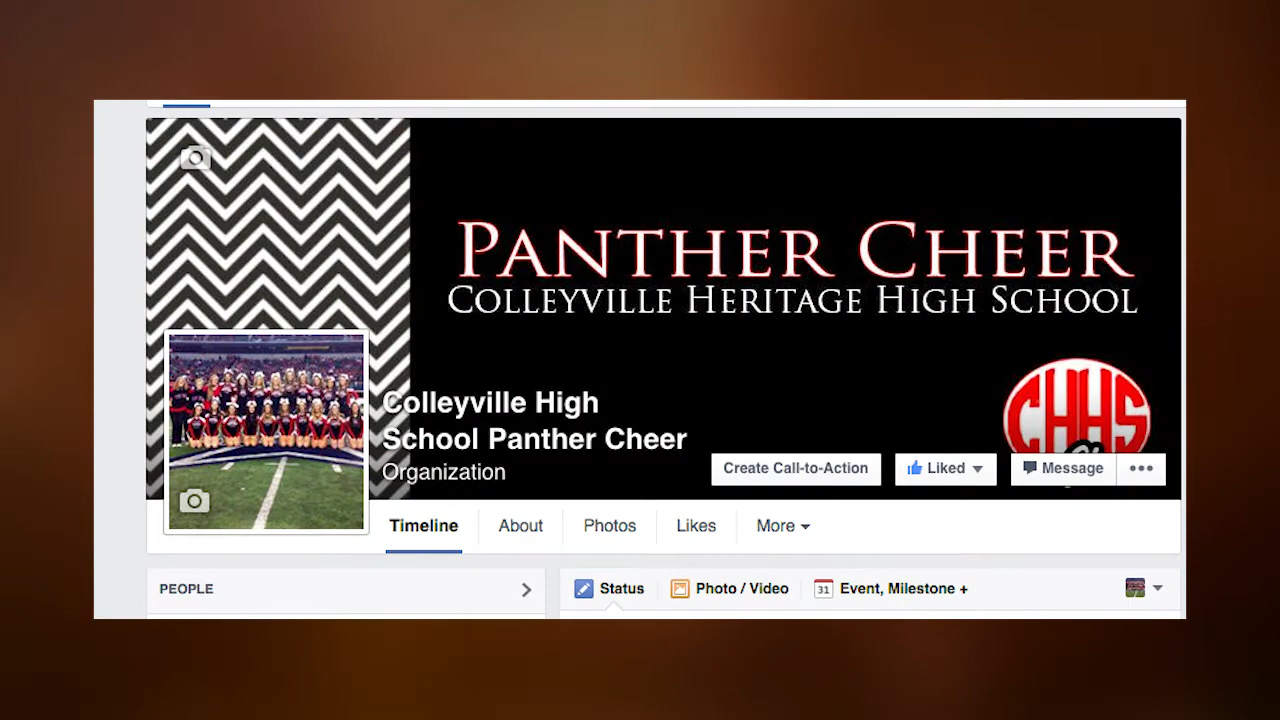 PANTHER CHEER
COLLEYVILLE HERITAGE HIGH SCHOOL
CHHS
Colleyville High
School Panther Cheer
Organization
Create Call-to-Action
Liked
Message
Timeline
About
Photos
Likes
More
PEOPLE
Status
Photo / Video
31
Event, Milestone +